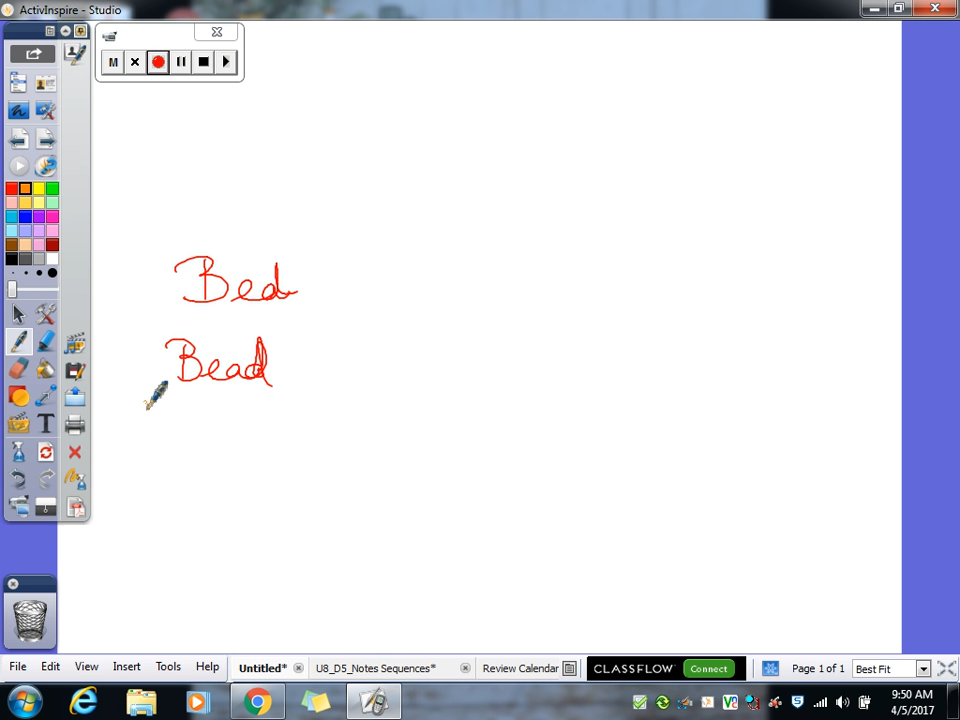 ActivInspire - Studio
M
Bed
Bead
T
File Edit View Insert Tools Help Untitled* U8_D5_Notes Sequences* Review Calendar CLASSFLOW Connect Page 1 of 1 Best Fit
9:50 AM
4/5/2017